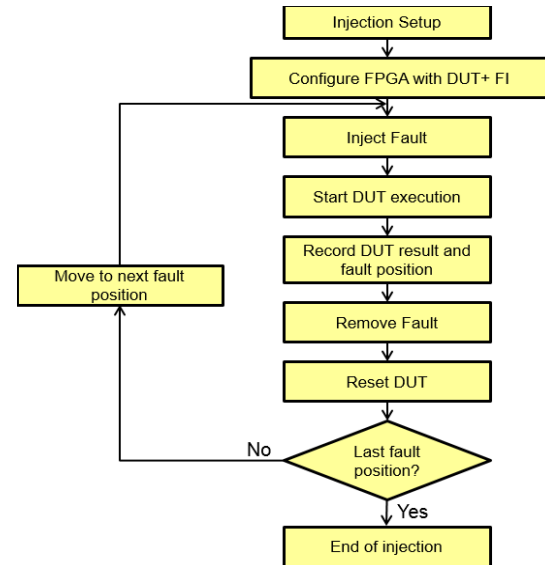 Injection Setup
Configure FPGA with DUT+ FI
Inject Fault
Start DUT execution
Record DUT result and
fault position
Move to next fault
position
Remove Fault
Reset DUT
No
Last fault
position?
Yes
End of injection